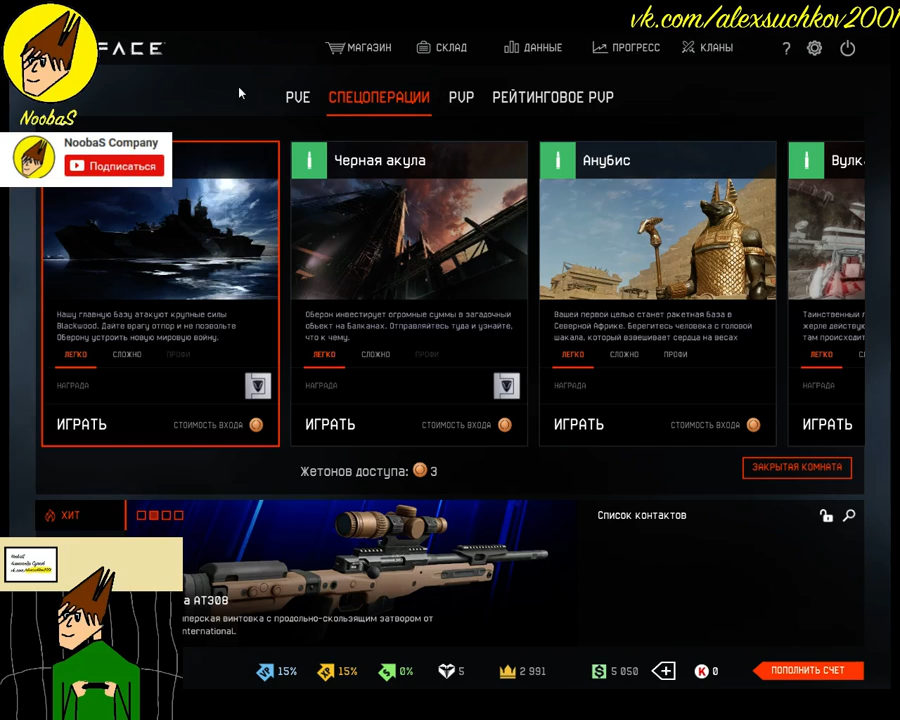 vk.com/alexsuchkov2001
FACE
МАГАЗИН
СКЛАД
ДАННЫЕ
ПРОГРЕСС
КЛАНЫ
?
NoobaS
PVE
СПЕЦОПЕРАЦИИ
PVP
РЕЙТИНГОВОЕ PVP
NoobaS Company
Подписаться
Черная акула
Анубис
Вулк
Нашу главную базу атакуют крупные силы
Blackwood. Дайте врагу отпор и не позвольте
Оберону устроить новую мировую войну.
ЛЕГКО СЛОЖНО ПРОФИ
НАГРАДА
ИГРАТЬ СТОИМОСТЬ ВХОДА
Оберон инвестирует огромные суммы в загадочный
объект на Балканах. Отправляйтесь туда и узнайте,
что к чему.
ЛЕГКО СЛОЖНО ПРОФИ
НАГРАДА
ИГРАТЬ СТОИМОСТЬ ВХОДА
Вашей первой целью станет ракетная база в
Северной Африке. Берегитесь человека с головой
шакала, который взвешивает сердца на весах
ЛЕГКО СЛОЖНО ПРОФИ
НАГРАДА
ИГРАТЬ СТОИМОСТЬ ВХОДА
Таинственный
жерле действую
там происходит
ЛЕГКО
НАГРАДА
ИГРАТЬ
Жетонов доступа: 3
ЗАКРЫТАЯ КОМНАТА
ХИТ
Список контактов
а AT308
перская винтовка с продольно-скользящим затвором от
nternational.
15%
15%
0%
5
2 991
5 050
K 0
ПОПОЛНИТЬ СЧЕТ